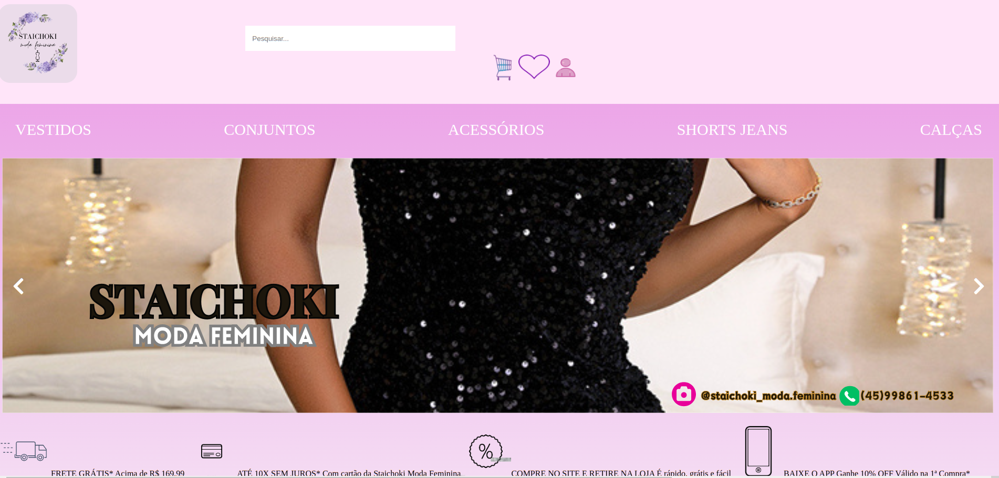 STAICHOKI
moda feminina
Pesquisar...
VESTIDOS CONJUNTOS ACESSÓRIOS SHORTS JEANS CALÇAS
STAICHOKI
MODA FEMININA
@staichoki_moda.feminina (45)99861-4533
%
FRETE GRÁTIS* Acima de R$ 169,99 ATÉ 10X SEM JUROS* Com cartão da Staichoki Moda Feminina COMPRE NO SITE E RETIRE NA LOJA É rápido, grátis e fácil BAIXE O APP Ganhe 10% OFF Válido na 1ª Compra*